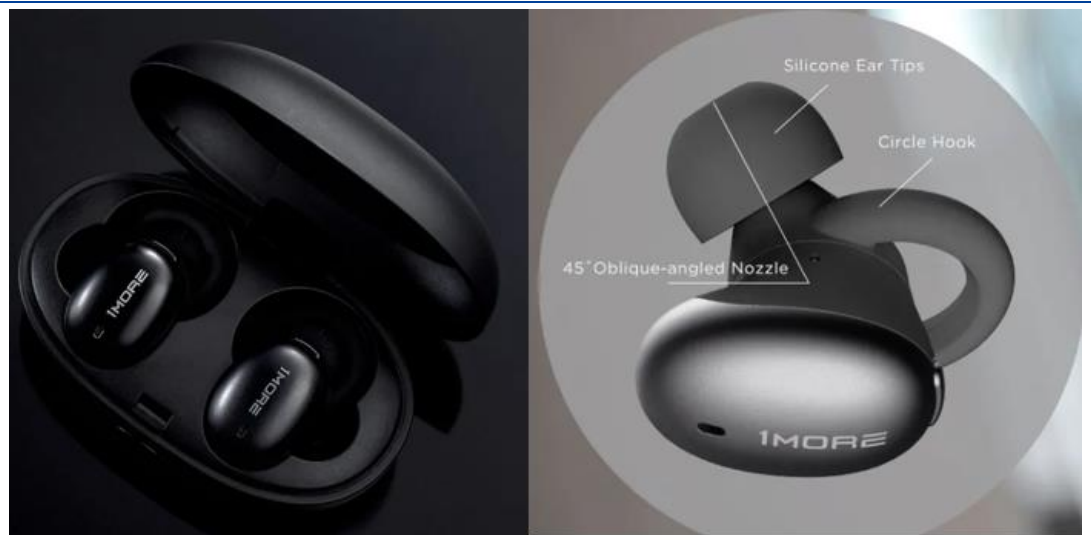 1MORE
1MORE
Silicone Ear Tips
Circle Hook
45°Oblique-angled Nozzle
1MORE